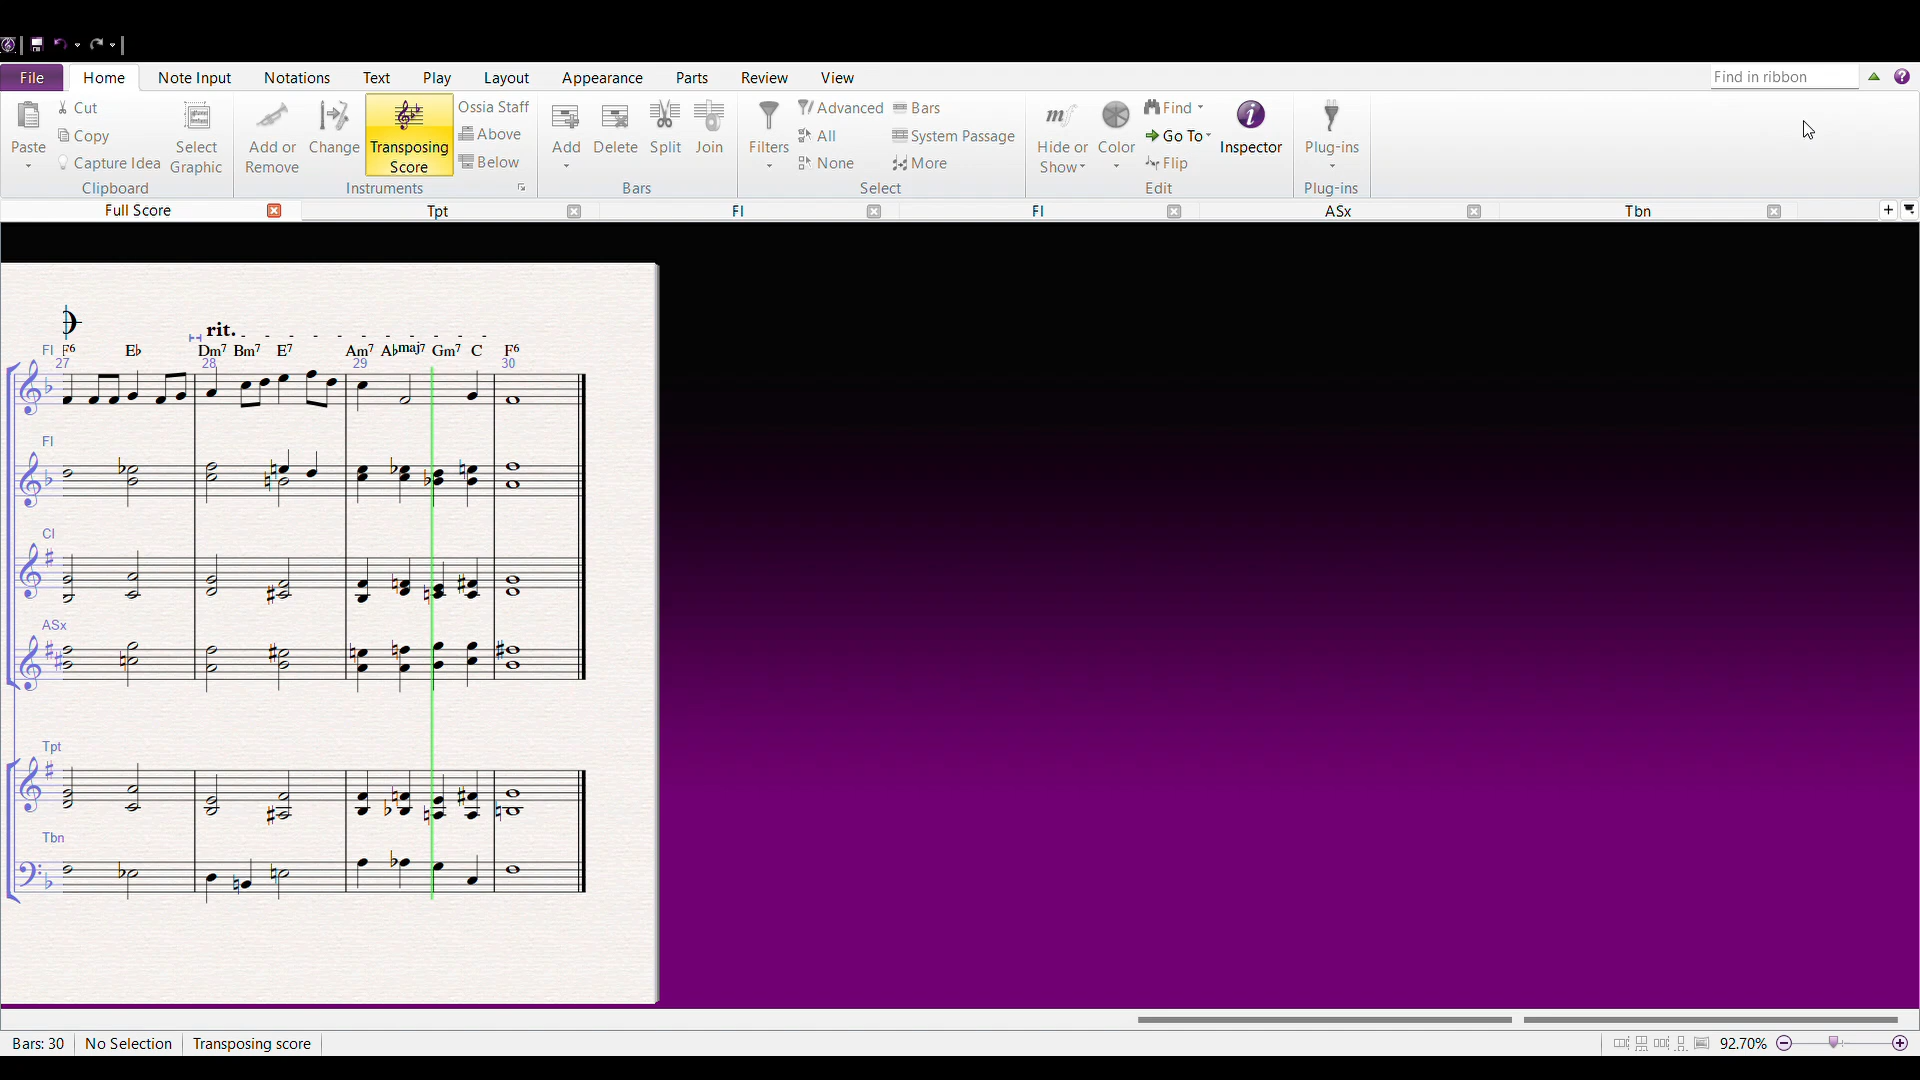 File Home Note Input Notations Text Play Layout Appearance Parts Review View Find in ribbon
Paste Cut Copy Capture Idea Select Graphic Clipboard
Add or Remove Change Transposing Score Ossia Staff Above Below Instruments
Add Delete Split Join Bars
Filters Advanced All None Bars System Passage More Select
Hide or Show Color Find Go To Flip Inspector Edit
Plug-ins Plug-ins
Full Score Tpt Fl Fl ASx Tbn
rit.
Fl F6 E♭ Dm7 Bm7 E7 Am7 A♭maj7 Gm7 C F6
27 28 29 30
Fl
Cl
ASx
Tpt
Tbn
Bars: 30 No Selection Transposing score 92.70%